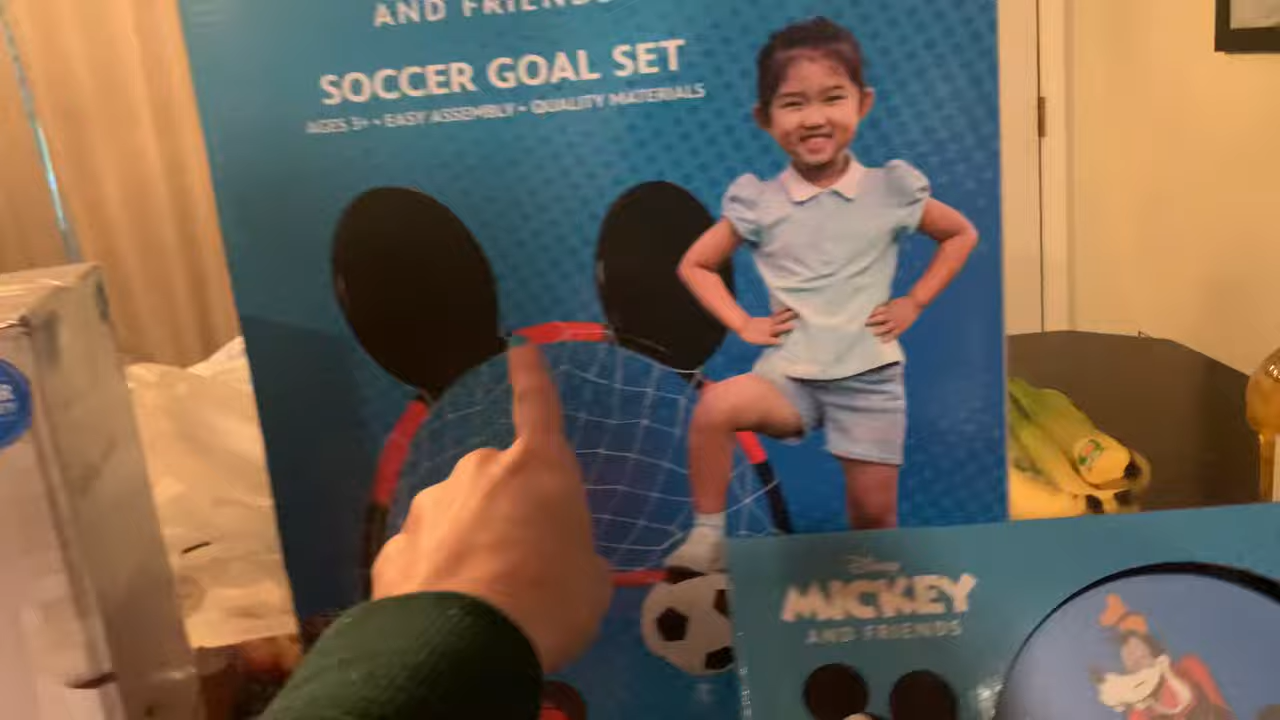 AND FRIENDS
SOCCER GOAL SET
AGES 3+ • EASY ASSEMBLY • QUALITY MATERIALS
Disney
MICKEY
AND FRIENDS